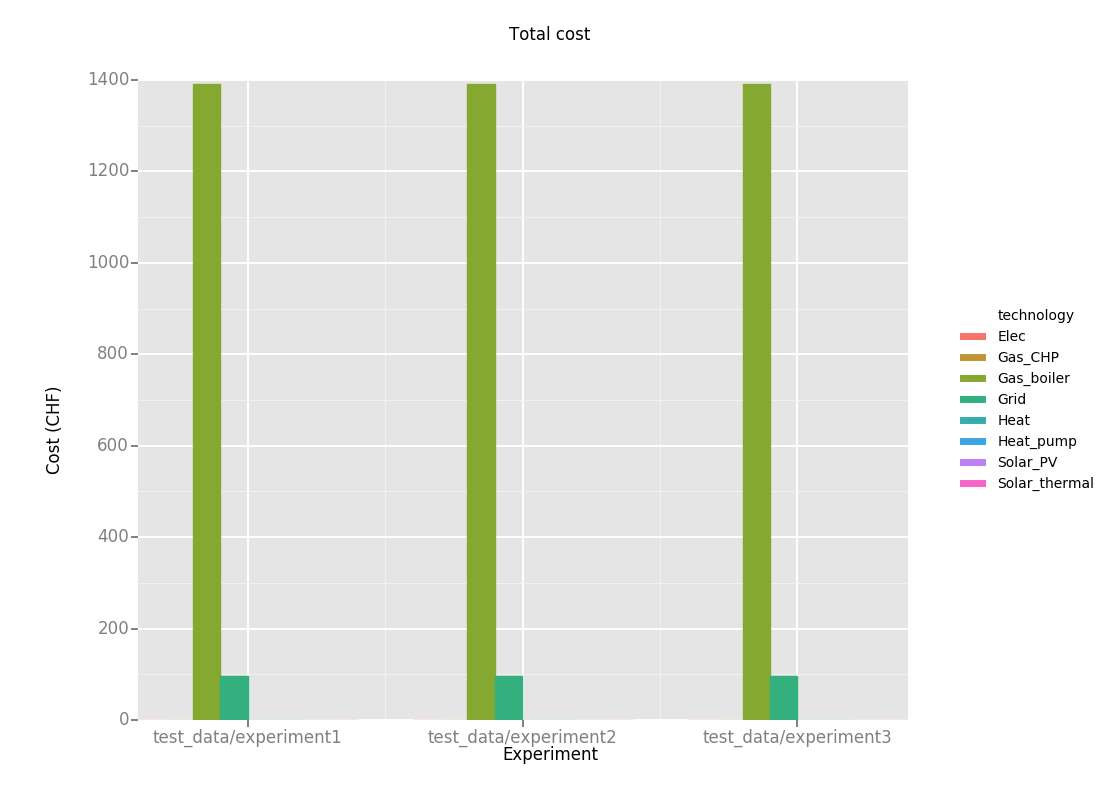 Total cost
1400
1200
1000
800
600
400
200
0
Cost (CHF)
test_data/experiment1 test_data/experiment2 test_data/experiment3
Experiment
technology
Elec
Gas_CHP
Gas_boiler
Grid
Heat
Heat_pump
Solar_PV
Solar_thermal